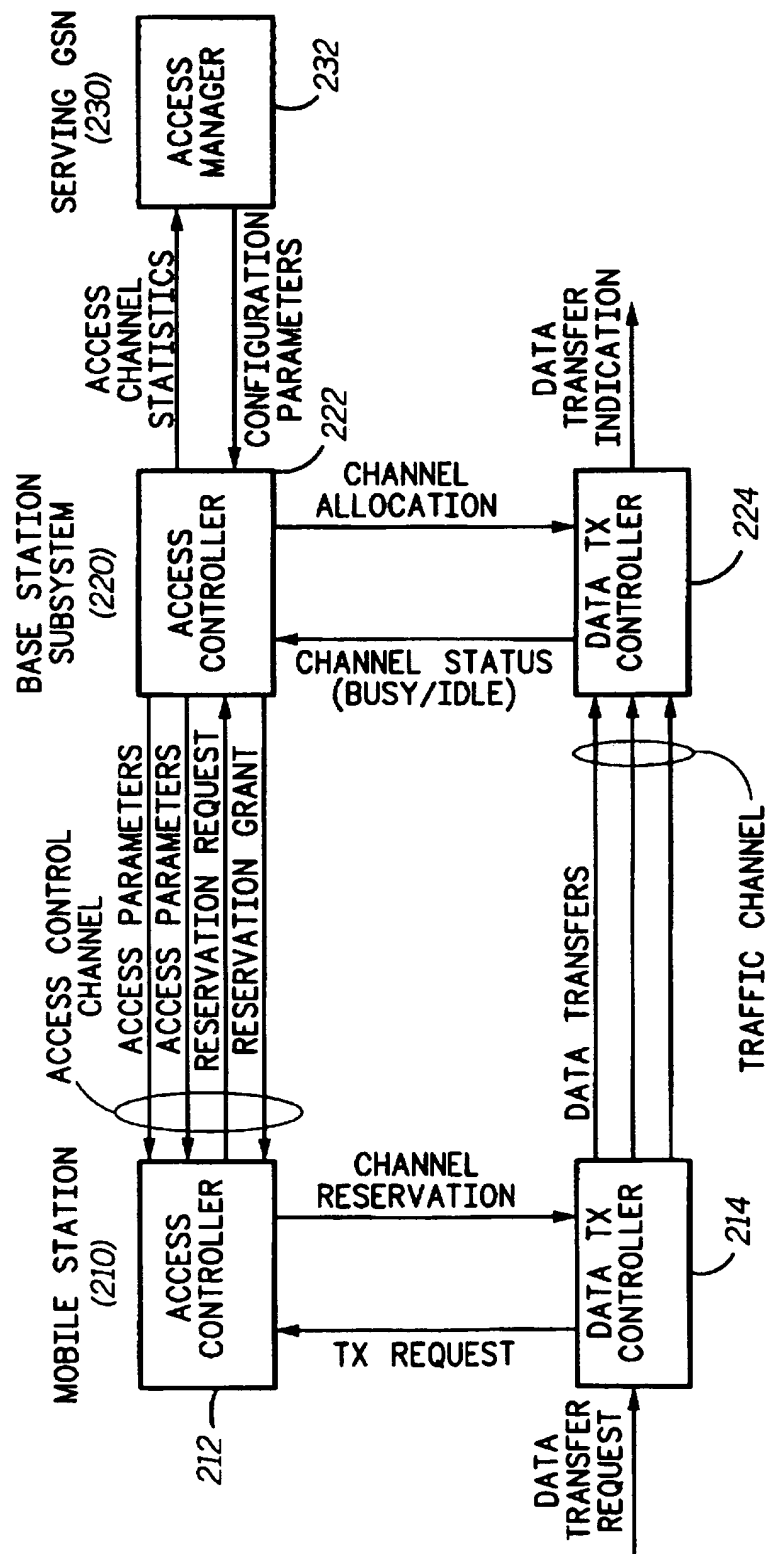 MOBILE STATION
(210)
BASE STATION
SUBSYSTEM
(220)
SERVING GSN
(230)
ACCESS CONTROL
CHANNEL
ACCESS PARAMETERS
ACCESS PARAMETERS
RESERVATION REQUEST
RESERVATION GRANT
ACCESS
CHANNEL
STATISTICS
CONFIGURATION
PARAMETERS
ACCESS
CONTROLLER
212
ACCESS
CONTROLLER
222
ACCESS
MANAGER
232
TX REQUEST
CHANNEL
RESERVATION
CHANNEL STATUS
(BUSY/IDLE)
CHANNEL
ALLOCATION
DATA
TRANSFER
REQUEST
DATA TX
CONTROLLER
214
DATA TRANSFERS
TRAFFIC CHANNEL
DATA TX
CONTROLLER
224
DATA
TRANSFER
INDICATION